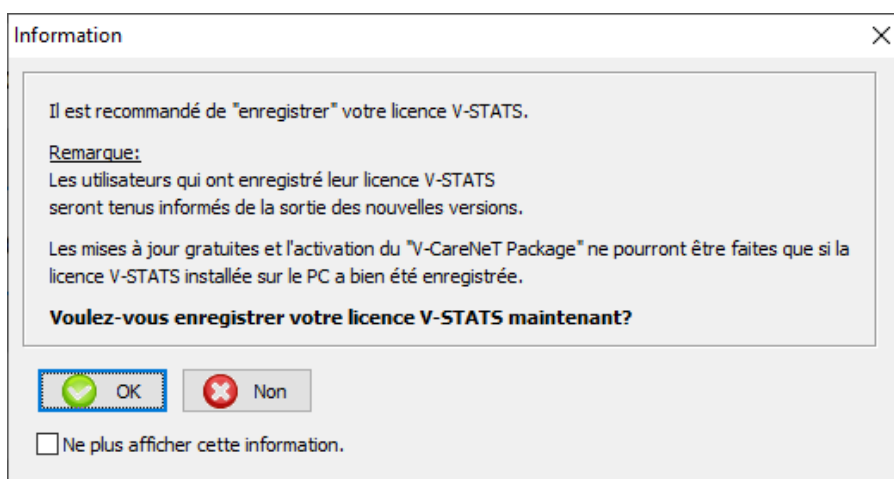 Information
Il est recommandé de "enregistrer" votre licence V-STATS.
Remarque:
Les utilisateurs qui ont enregistré leur licence V-STATS
seront tenus informés de la sortie des nouvelles versions.
Les mises à jour gratuites et l'activation du "V-CareNeT Package" ne pourront être faites que si la
licence V-STATS installée sur le PC a bien été enregistrée.
Voulez-vous enregistrer votre licence V-STATS maintenant?
OK Non
Ne plus afficher cette information.